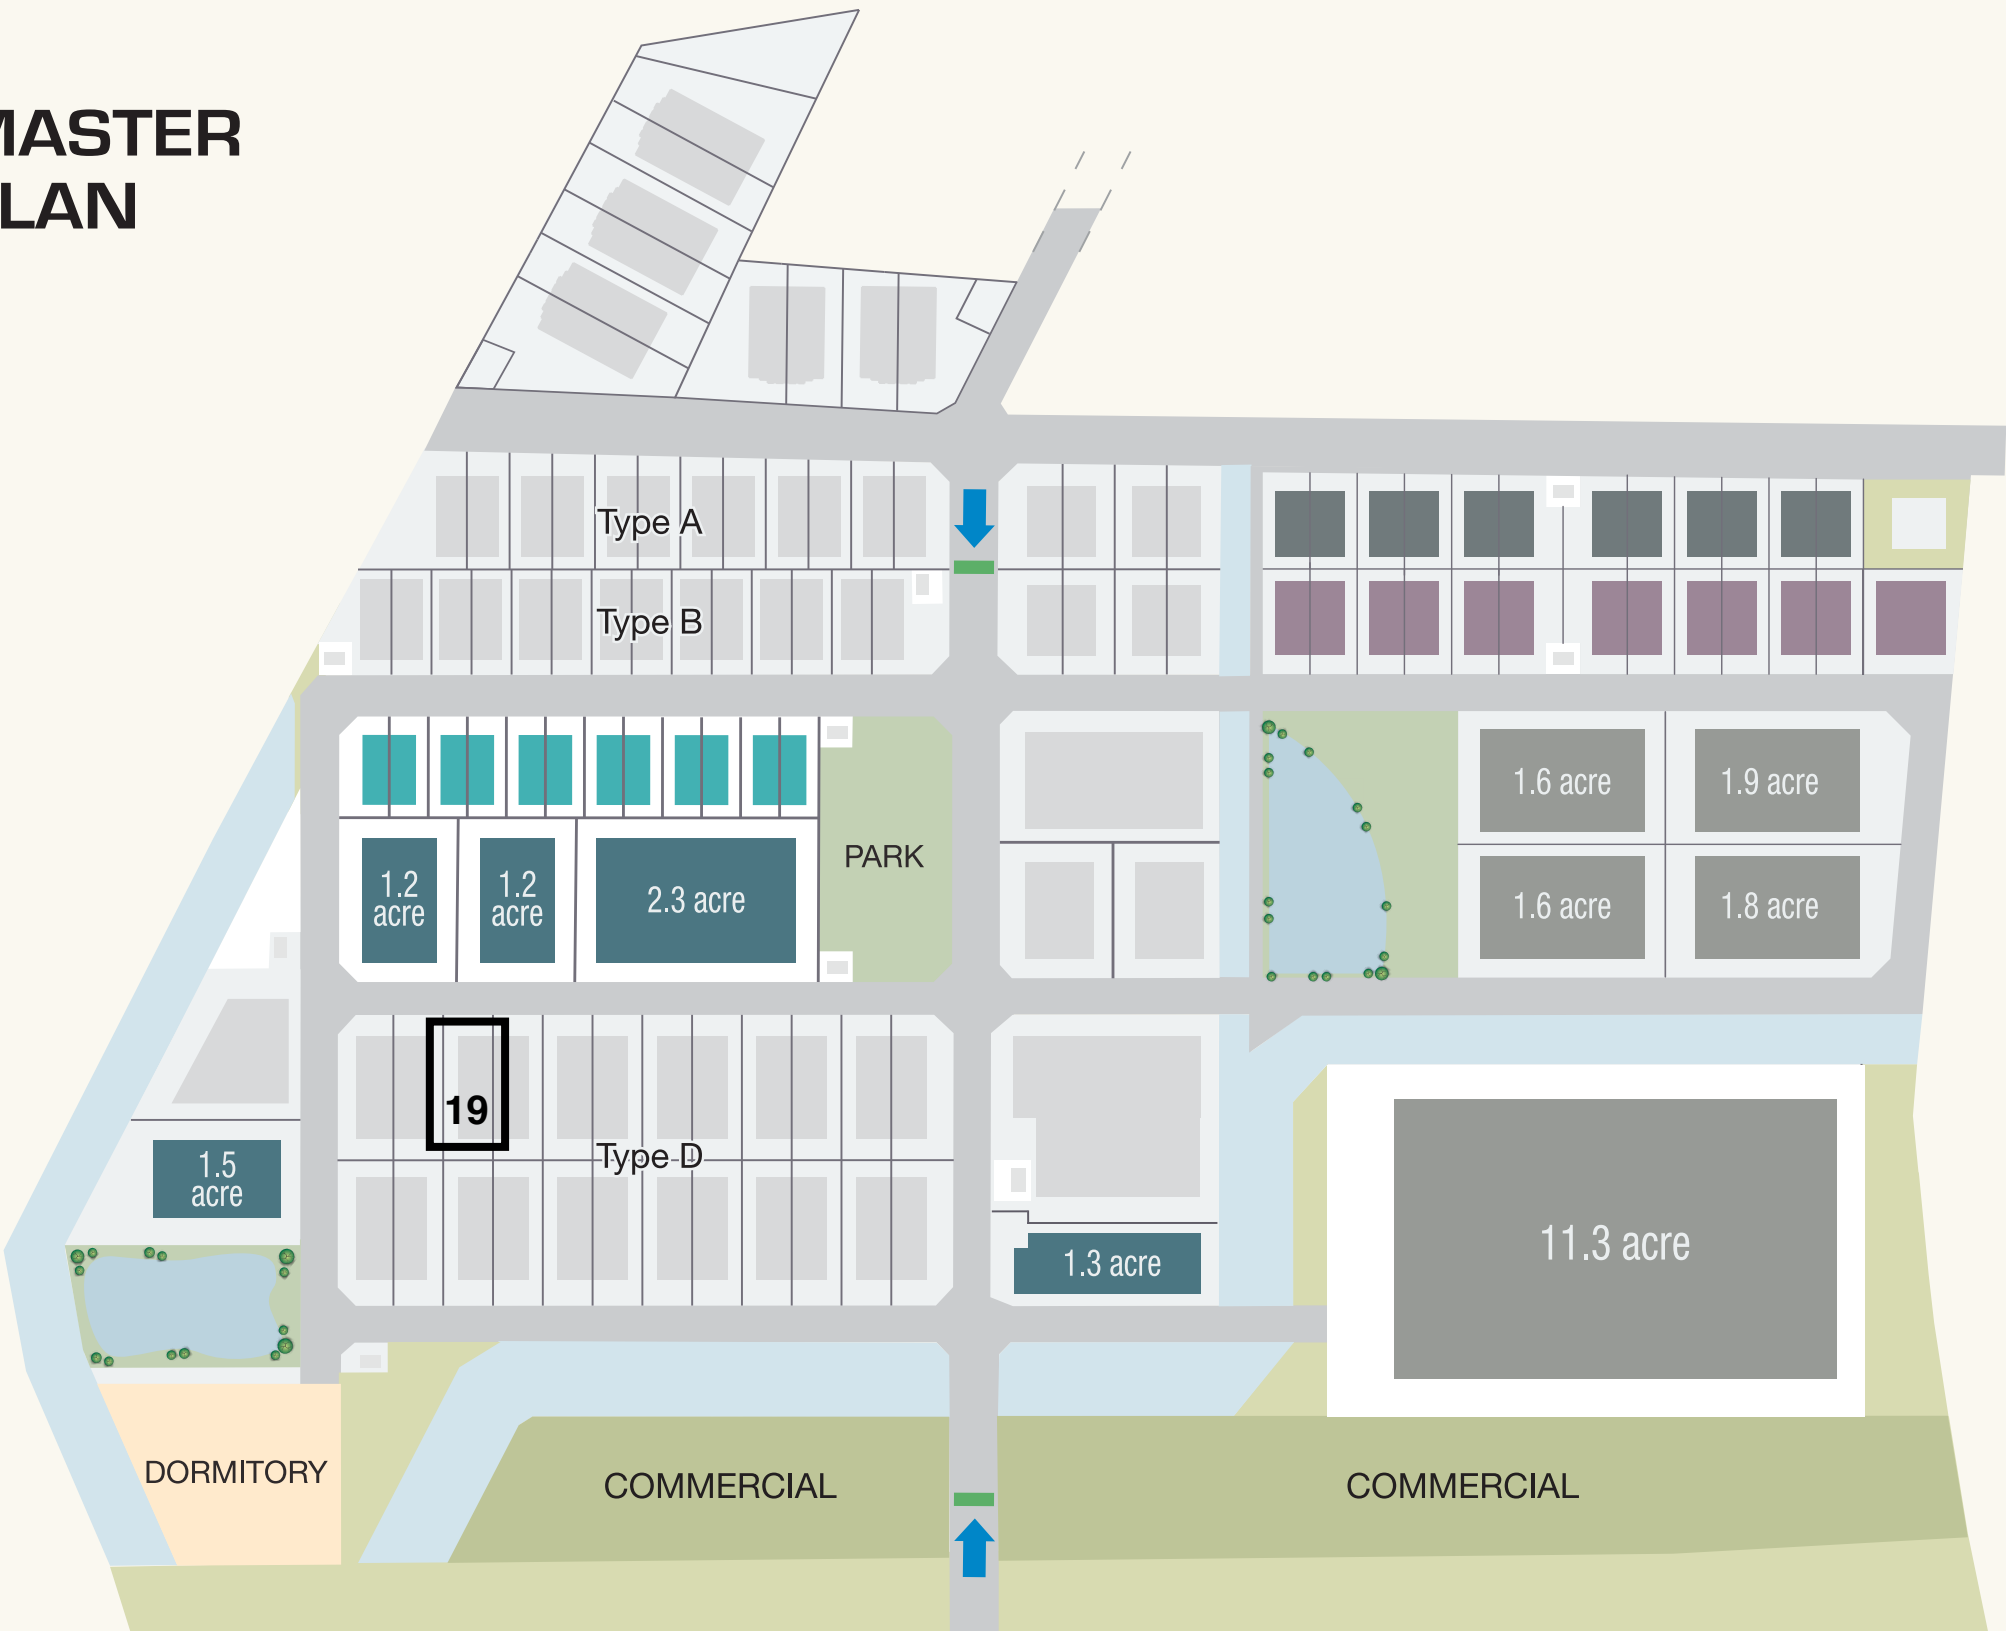 MASTER
LAN
Type A
Type B
1.6 acre
1.9 acre
PARK
1.2
acre
1.2
acre
2.3 acre
1.6 acre
1.8 acre
19
Type D
1.5
acre
11.3 acre
1.3 acre
DORMITORY
COMMERCIAL
COMMERCIAL